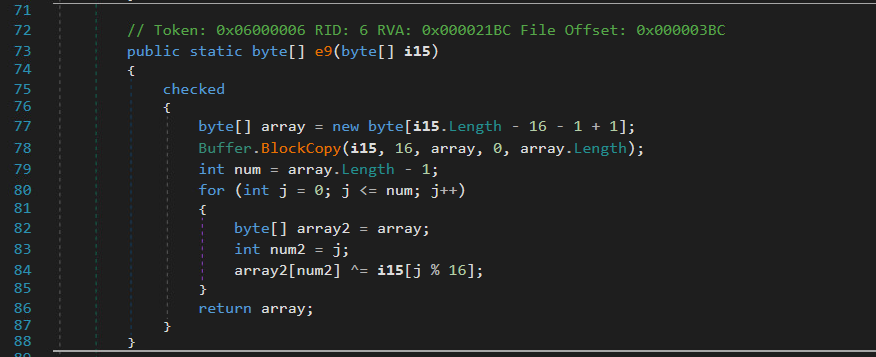 71
72 // Token: 0x06000006 RID: 6 RVA: 0x000021BC File Offset: 0x000003BC
73 public static byte[] e9(byte[] i15)
74 {
75 checked
76 {
77 byte[] array = new byte[i15.Length - 16 - 1 + 1];
78 Buffer.BlockCopy(i15, 16, array, 0, array.Length);
79 int num = array.Length - 1;
80 for (int j = 0; j <= num; j++)
81 {
82 byte[] array2 = array;
83 int num2 = j;
84 array2[num2] ^= i15[j % 16];
85 }
86 return array;
87 }
88 }